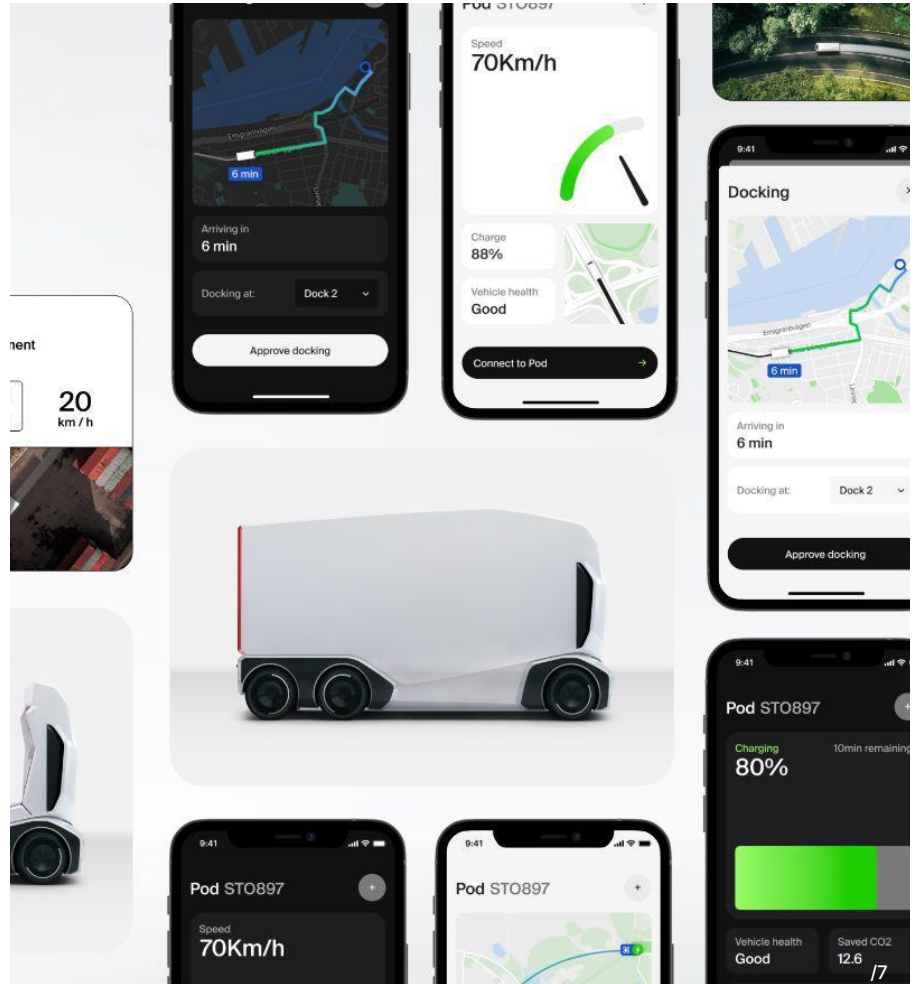 Pod STO897
Speed
70Km/h
Emigrantvägen
6 min
Arriving in
6 min
Docking at:
Dock 2
Approve docking
Charge
88%
Vehicle health
Good
Connect to Pod
9:41
Docking
Emigrantvägen
6 min
Arriving in
6 min
Docking at:
Dock 2
Approve docking
20
km / h
9:41
Pod STO897
Charging
10min remaining
80%
Vehicle health
Good
Saved CO2
12.6
9:41
Pod STO897
Speed
70Km/h
9:41
Pod STO897
/7